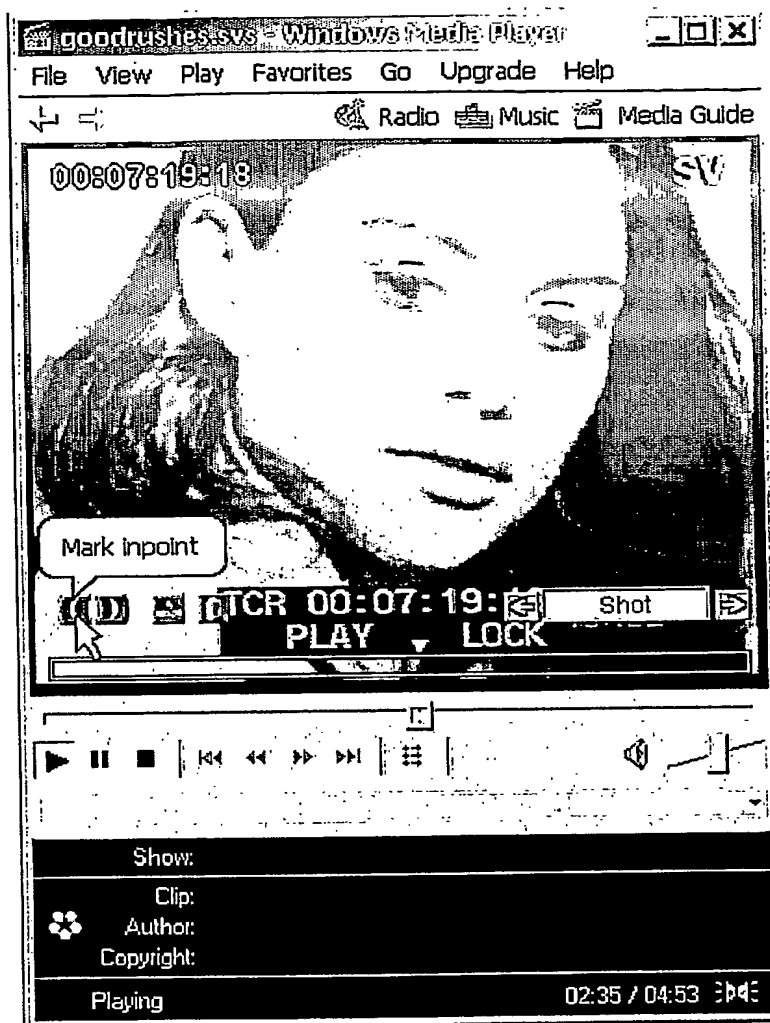 goodrushes.svs - Windows Media Player
File View Play Favorites Go Upgrade Help
Radio Music Media Guide
00:07:19:18
SV
Mark inpoint
TCR 00:07:19: Shot
PLAY LOCK
Show:
Clip:
Author:
Copyright:
Playing 02:35 / 04:53